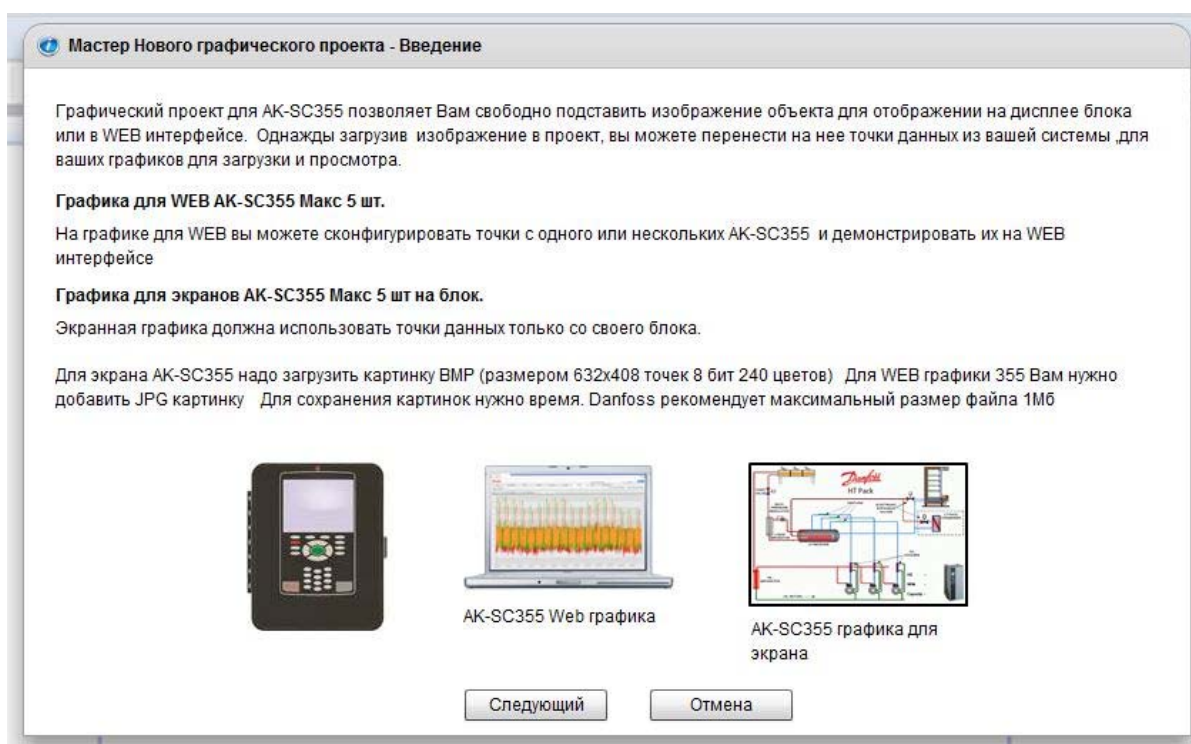 Мастер Нового графического проекта - Введение
Графический проект для AK-SC355 позволяет Вам свободно подставить изображение объекта для отображении на дисплее блока
или в WEB интерфейсе. Однажды загрузив изображение в проект, вы можете перенести на нее точки данных из вашей системы ,для
ваших графиков для загрузки и просмотра.
Графика для WEB AK-SC355 Макс 5 шт.
На графике для WEB вы можете сконфигурировать точки с одного или нескольких AK-SC355 и демонстрировать их на WEB
интерфейсе
Графика для экранов AK-SC355 Макс 5 шт на блок.
Экранная графика должна использовать точки данных только со своего блока.
Для экрана AK-SC355 надо загрузить картинку BMP (размером 632x408 точек 8 бит 240 цветов) Для WEB графики 355 Вам нужно
добавить JPG картинку Для сохранения картинок нужно время. Danfoss рекомендует максимальный размер файла 1Мб
Danfoss
HT Pack
AK-SC355 Web графика
AK-SC355 графика для
экрана
Следующий Отмена